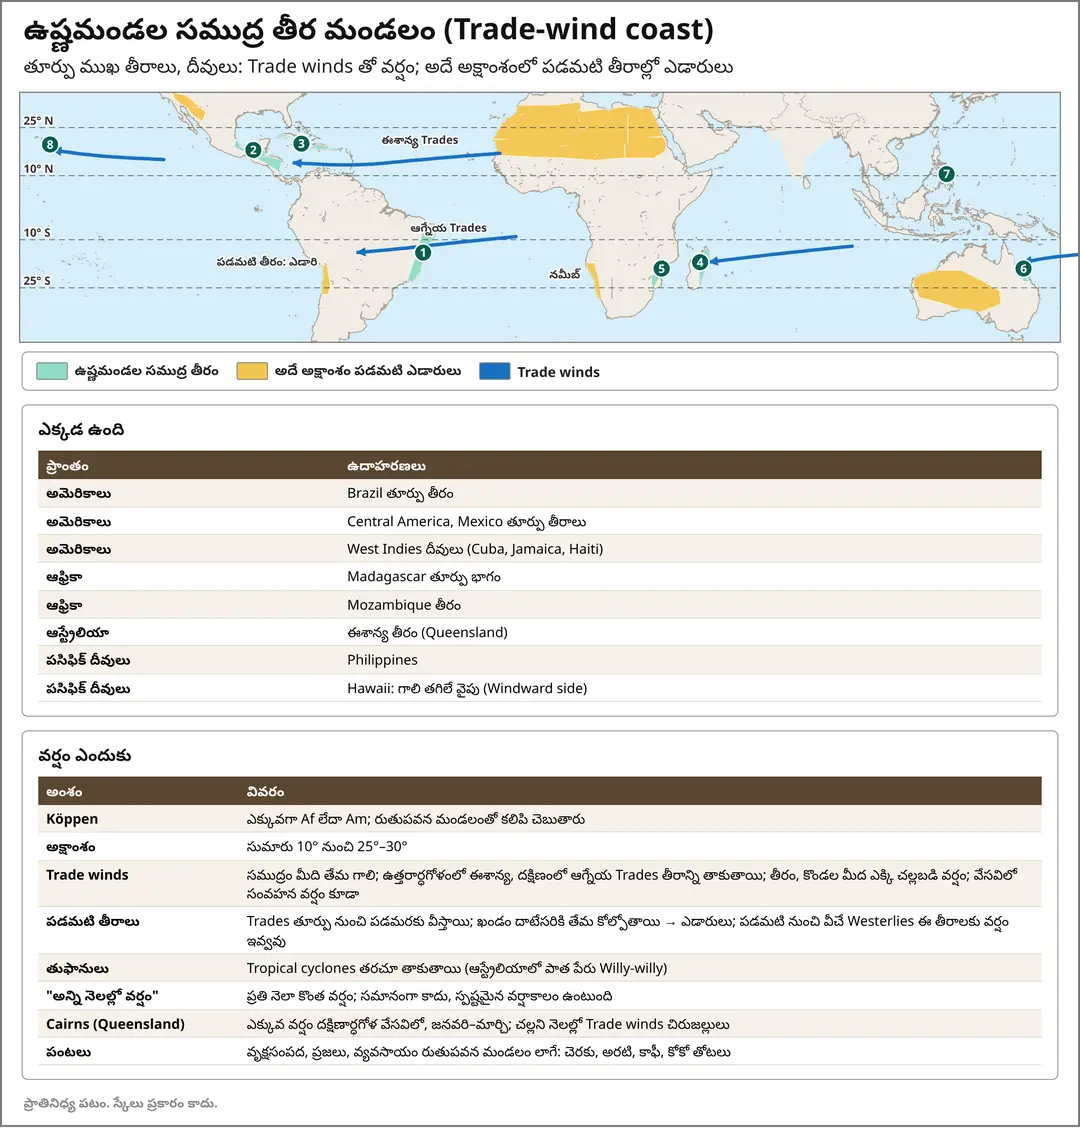 ఉష్ణమండల సముద్ర తీర మండలం (Trade-wind coast)
తూర్పు ముఖ తీరాలు, దీవులు: Trade winds తో వర్షం; అదే అక్షాంశంలో పడమటి తీరాల్లో ఎడారులు
25° N
8
2
3
ఈశాన్య Trades
10° N
7
10° S
ఆగ్నేయ Trades
1
పడమటి తీరం: ఎడారి
నమీబ్
5
4
6
25° S
ఉష్ణమండల సముద్ర తీరం
అదే అక్షాంశం పడమటి ఎడారులు
Trade winds
ఎక్కడ ఉంది
ప్రాంతం ఉదాహరణలు
అమెరికాలు Brazil తూర్పు తీరం
అమెరికాలు Central America, Mexico తూర్పు తీరాలు
అమెరికాలు West Indies దీవులు (Cuba, Jamaica, Haiti)
ఆఫ్రికా Madagascar తూర్పు భాగం
ఆఫ్రికా Mozambique తీరం
ఆస్ట్రేలియా ఈశాన్య తీరం (Queensland)
పసిఫిక్ దీవులు Philippines
పసిఫిక్ దీవులు Hawaii: గాలి తగిలే వైపు (Windward side)
వర్షం ఎందుకు
అంశం వివరం
Köppen ఎక్కువగా Af లేదా Am; రుతుపవన మండలంతో కలిపి చెబుతారు
అక్షాంశం సుమారు 10° నుంచి 25°–30°
Trade winds సముద్రం మీది తేమ గాలి; ఉత్తరార్ధగోళంలో ఈశాన్య, దక్షిణంలో ఆగ్నేయ Trades తీరాన్ని తాకుతాయి; తీరం, కొండల మీద ఎక్కి చల్లబడి వర్షం; వేసవిలో
సంవహన వర్షం కూడా
పడమటి తీరాలు Trades తూర్పు నుంచి పడమరకు వీస్తాయి; ఖండం దాటేసరికి తేమ కోల్పోతాయి → ఎడారులు; పడమటి నుంచి వీచే Westerlies ఈ తీరాలకు వర్షం
ఇవ్వవు
తుఫానులు Tropical cyclones తరచూ తాకుతాయి (ఆస్ట్రేలియాలో పాత పేరు Willy-willy)
"అన్ని నెలల్లో వర్షం" ప్రతి నెలా కొంత వర్షం; సమానంగా కాదు, స్పష్టమైన వర్షాకాలం ఉంటుంది
Cairns (Queensland) ఎక్కువ వర్షం దక్షిణార్ధగోళ వేసవిలో, జనవరి–మార్చి; చల్లని నెలల్లో Trade winds చిరుజల్లులు
పంటలు వృక్షసంపద, ప్రజలు, వ్యవసాయం రుతుపవన మండలం లాగే: చెరకు, అరటి, కాఫీ, కోకో తోటలు
ప్రాతినిధ్య పటం. స్కేలు ప్రకారం కాదు.